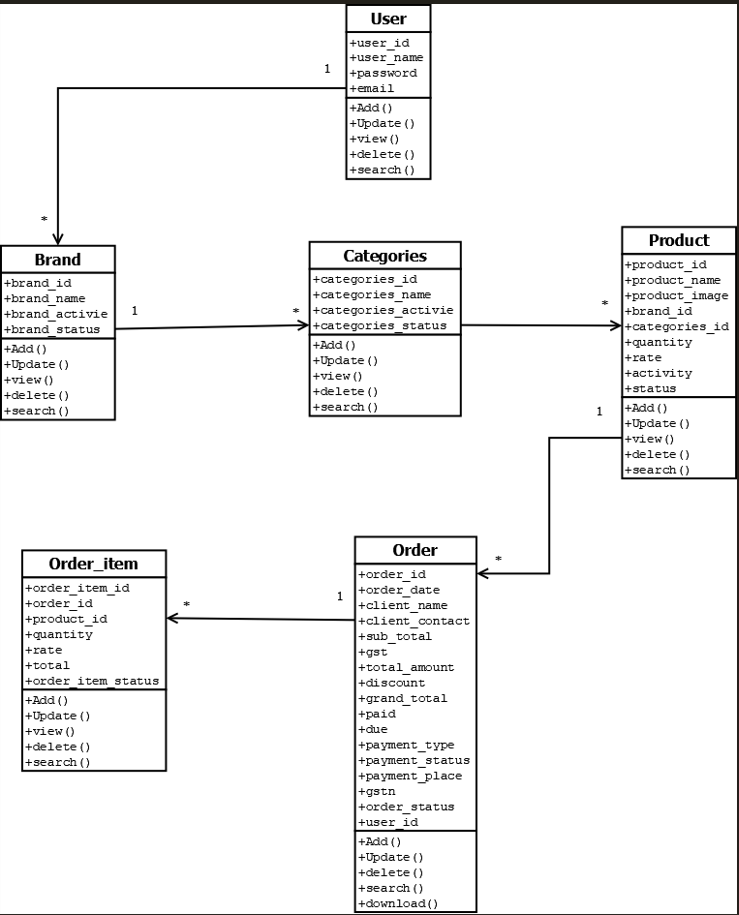 User
+user_id
+user_name
+password
+email
+Add()
+Update()
+view()
+delete()
+search()
1
*
Brand
+brand_id
+brand_name
+brand_activie
+brand_status
+Add()
+Update()
+view()
+delete()
+search()
1
*
Categories
+categories_id
+categories_name
+categories_activie
+categories_status
+Add()
+Update()
+view()
+delete()
+search()
*
Product
+product_id
+product_name
+product_image
+brand_id
+categories_id
+quantity
+rate
+activity
+status
+Add()
+Update()
+view()
+delete()
+search()
1
*
Order_item
+order_item_id
+order_id
+product_id
+quantity
+rate
+total
+order_item_status
+Add()
+Update()
+view()
+delete()
+search()
*
1
Order
+order_id
+order_date
+client_name
+client_contact
+sub_total
+gst
+total_amount
+discount
+grand_total
+paid
+due
+payment_type
+payment_status
+payment_place
+gstn
+order_status
+user_id
+Add()
+Update()
+delete()
+search()
+download()